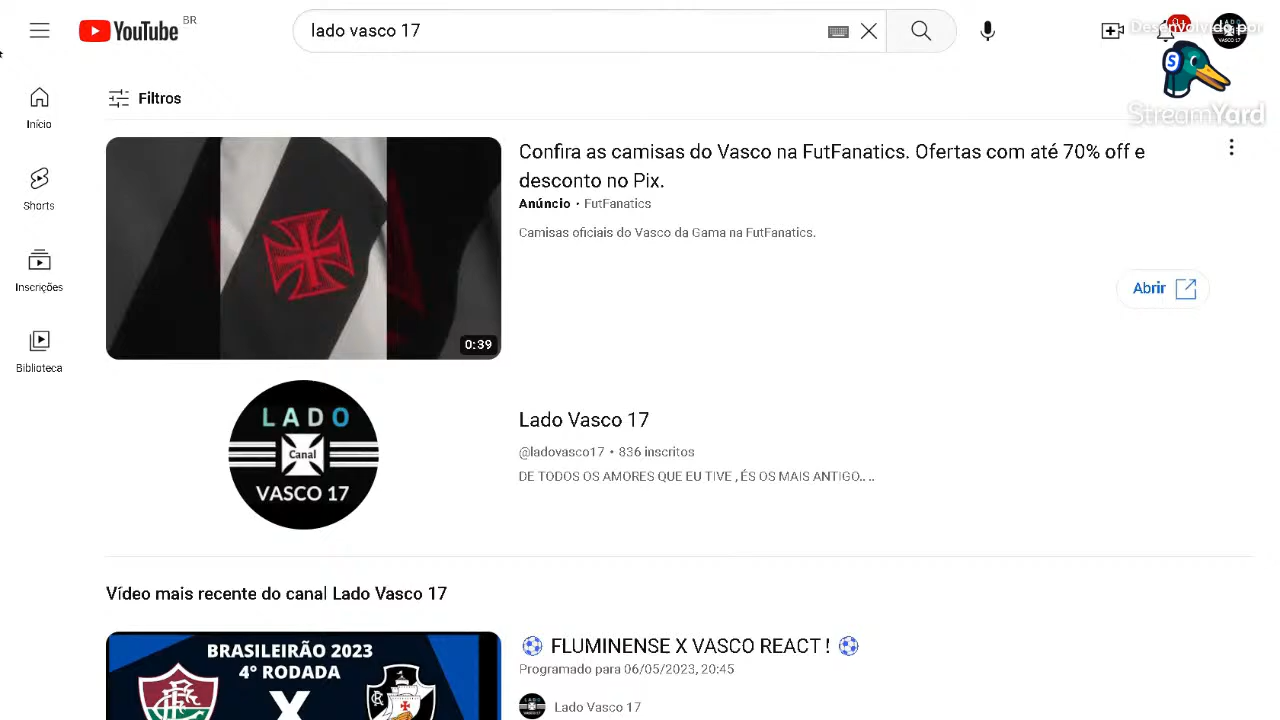 YouTube BR
lado vasco 17
9+
Desenvolvido por
S
StreamYard
Início
Shorts
Inscrições
Biblioteca
Filtros
0:39
Confira as camisas do Vasco na FutFanatics. Ofertas com até 70% off e
desconto no Pix.
Anúncio • FutFanatics
Camisas oficiais do Vasco da Gama na FutFanatics.
Abrir
LADO
Canal
VASCO 17
Lado Vasco 17
@ladovasco17 • 836 inscritos
DE TODOS OS AMORES QUE EU TIVE , ÉS OS MAIS ANTIGO.. ..
Vídeo mais recente do canal Lado Vasco 17
BRASILEIRÃO 2023
4° RODADA
X
⚽ FLUMINENSE X VASCO REACT ! ⚽
Programado para 06/05/2023, 20:45
Lado Vasco 17